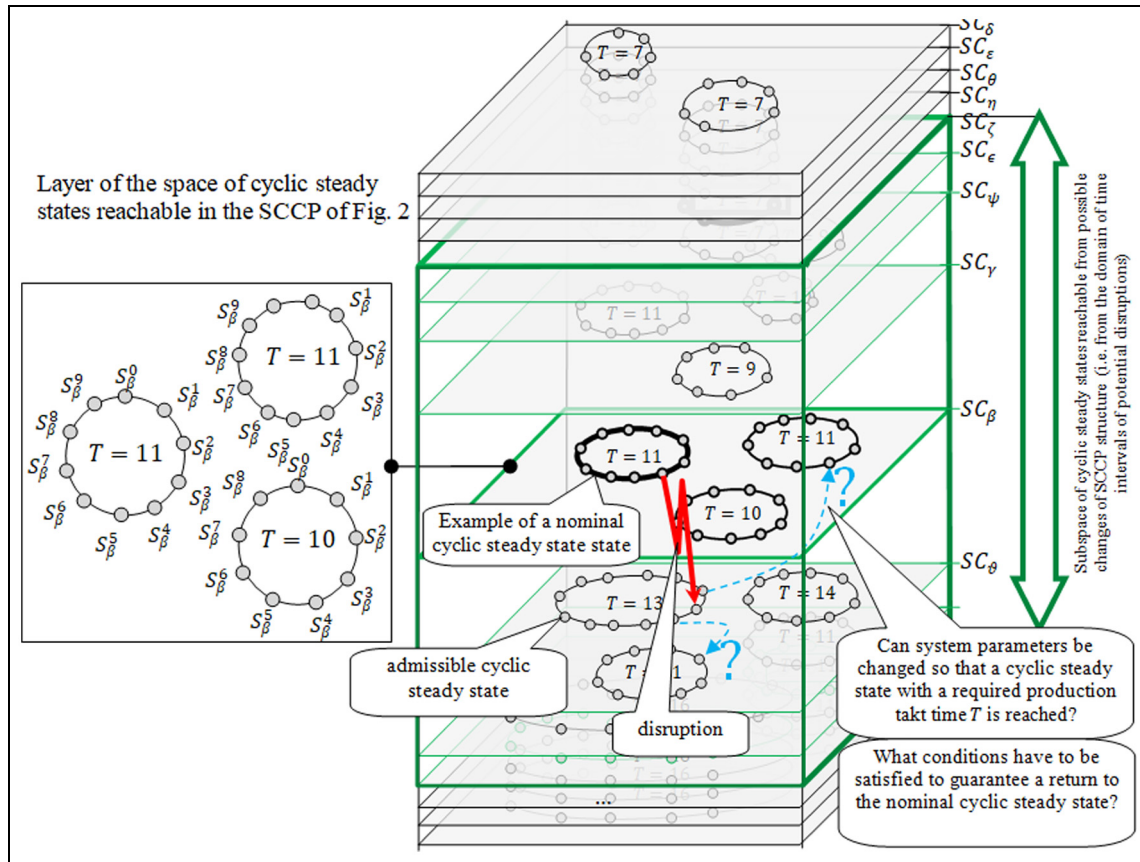 SC_δ
T = 7
SC_ε
SC_θ
SC_η
T = 7
SC_ζ
T = 7
SC_ϵ
Layer of the space of cyclic steady
states reachable in the SCCP of Fig. 2
SC_ψ
T = 7
SC_γ
T = 11
T = 9
SC_β
S_β^9
S_β^1
S_β^8
T = 11
S_β^2
S_β^7
S_β^3
S_β^6
S_β^5
S_β^4
S_β^9
S_β^0
S_β^1
S_β^8
T = 11
S_β^2
S_β^7
S_β^3
S_β^6
S_β^5
S_β^4
S_β^0
S_β^8
S_β^1
S_β^7
T = 10
S_β^2
S_β^6
S_β^3
S_β^5
S_β^4
T = 11
T = 11
?
T = 10
Example of a nominal
cyclic steady state state
SC_ϑ
T = 13
T = 14
T = 11
?
admissible cyclic
steady state
disruption
T = 16
T = 16
...
Can system parameters be
changed so that a cyclic steady
state with a required production
takt time T is reached?
What conditions have to be
satisfied to guarantee a return to
the nominal cyclic steady state?
Subspace of cyclic steady states reachable from possible
changes of SCCP structure (i.e. from the domain of time
intervals of potential disruptions)